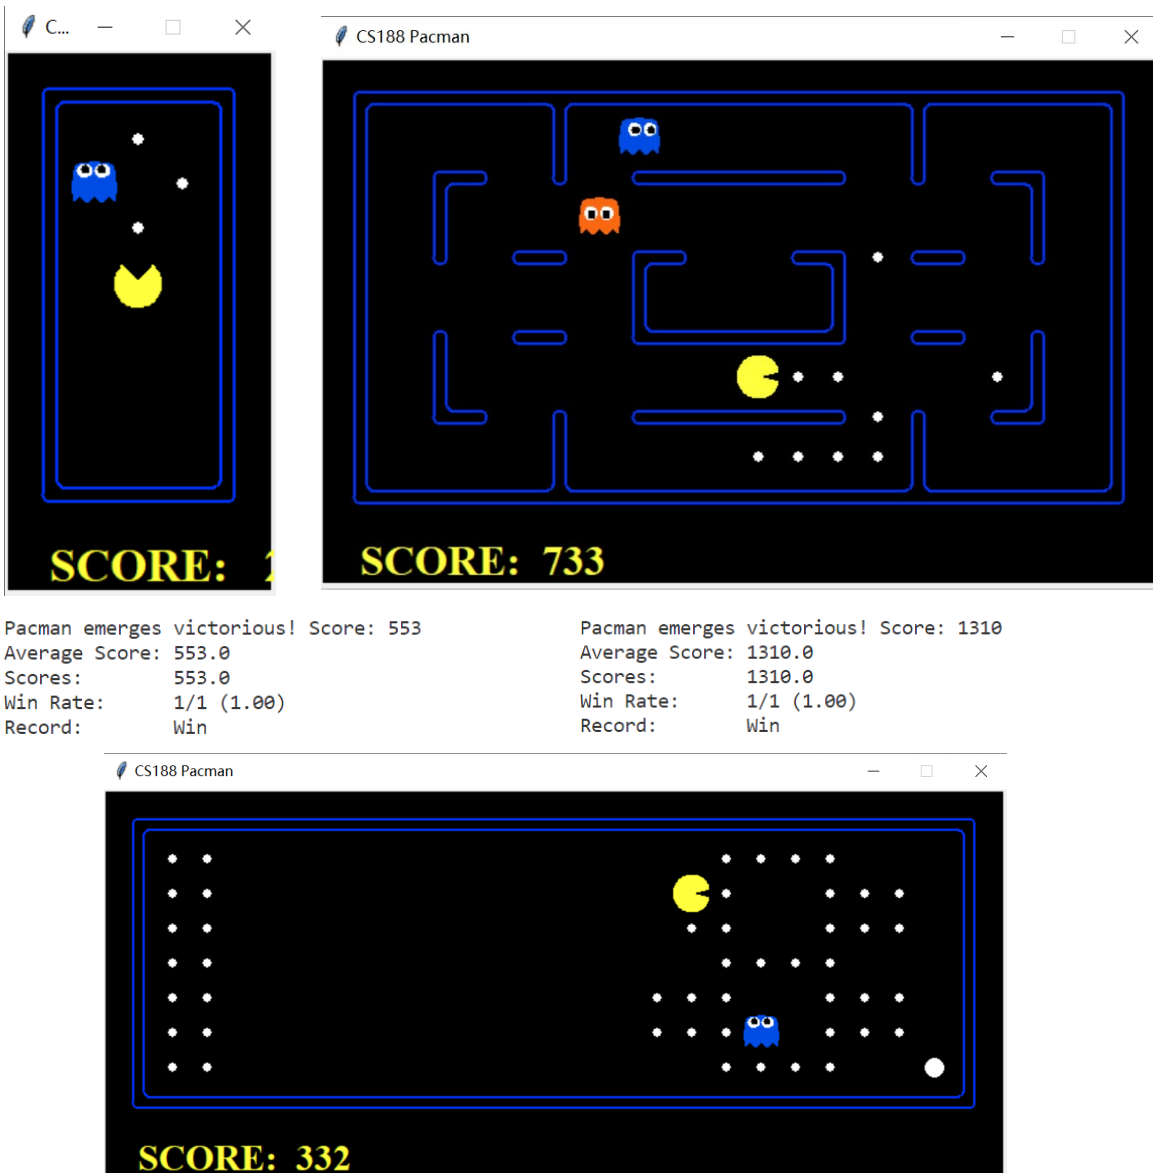 C...
CS188 Pacman
SCORE:
SCORE: 733
Pacman emerges victorious! Score: 553
Average Score: 553.0
Scores: 553.0
Win Rate: 1/1 (1.00)
Record: Win
Pacman emerges victorious! Score: 1310
Average Score: 1310.0
Scores: 1310.0
Win Rate: 1/1 (1.00)
Record: Win
CS188 Pacman
SCORE: 332